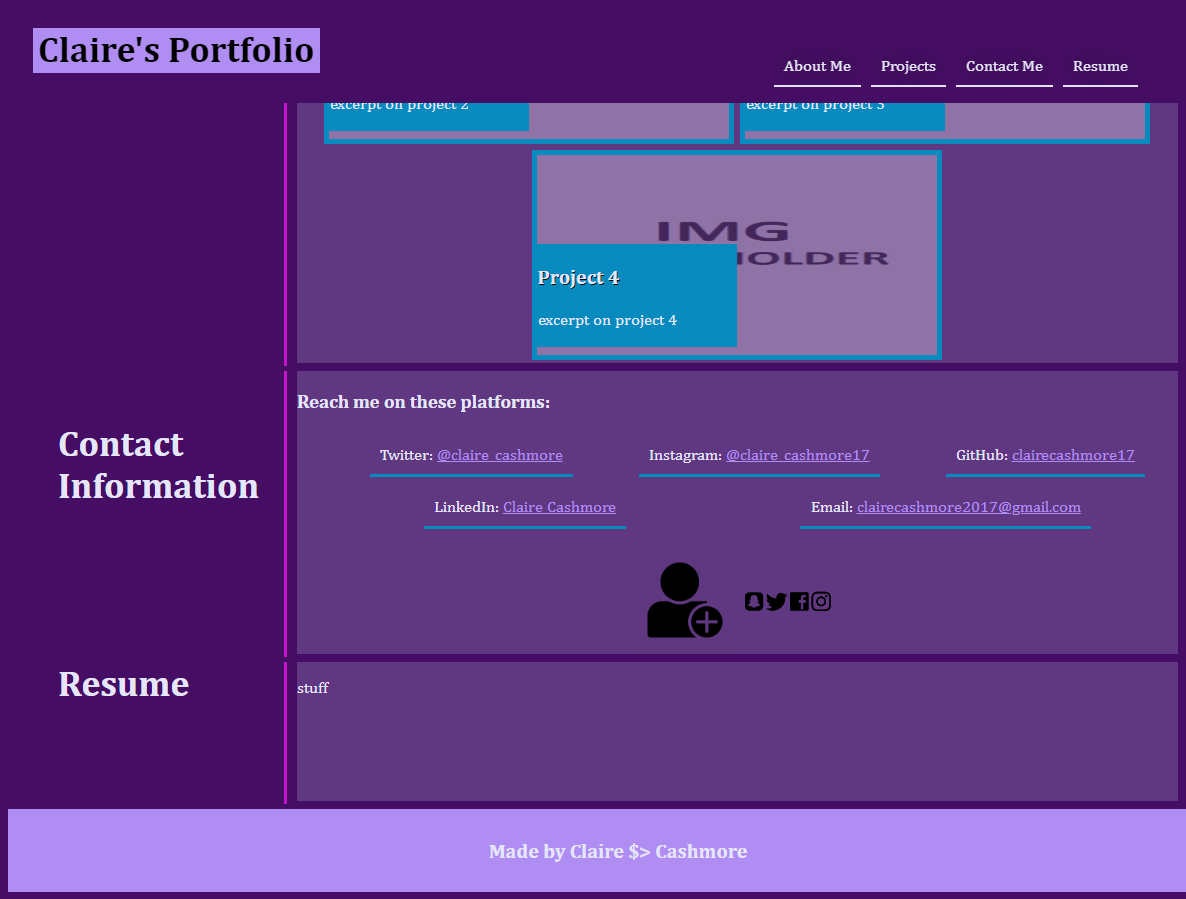 Claire's Portfolio
About Me Projects Contact Me Resume
excerpt on project 2 excerpt on project 3
IMG
HOLDER
Project 4
excerpt on project 4
Contact
Information
Reach me on these platforms:
Twitter: @claire_cashmore Instagram: @claire_cashmore17 GitHub: clairecashmore17
LinkedIn: Claire Cashmore Email: clairecashmore2017@gmail.com
Resume
stuff
Made by Claire $> Cashmore